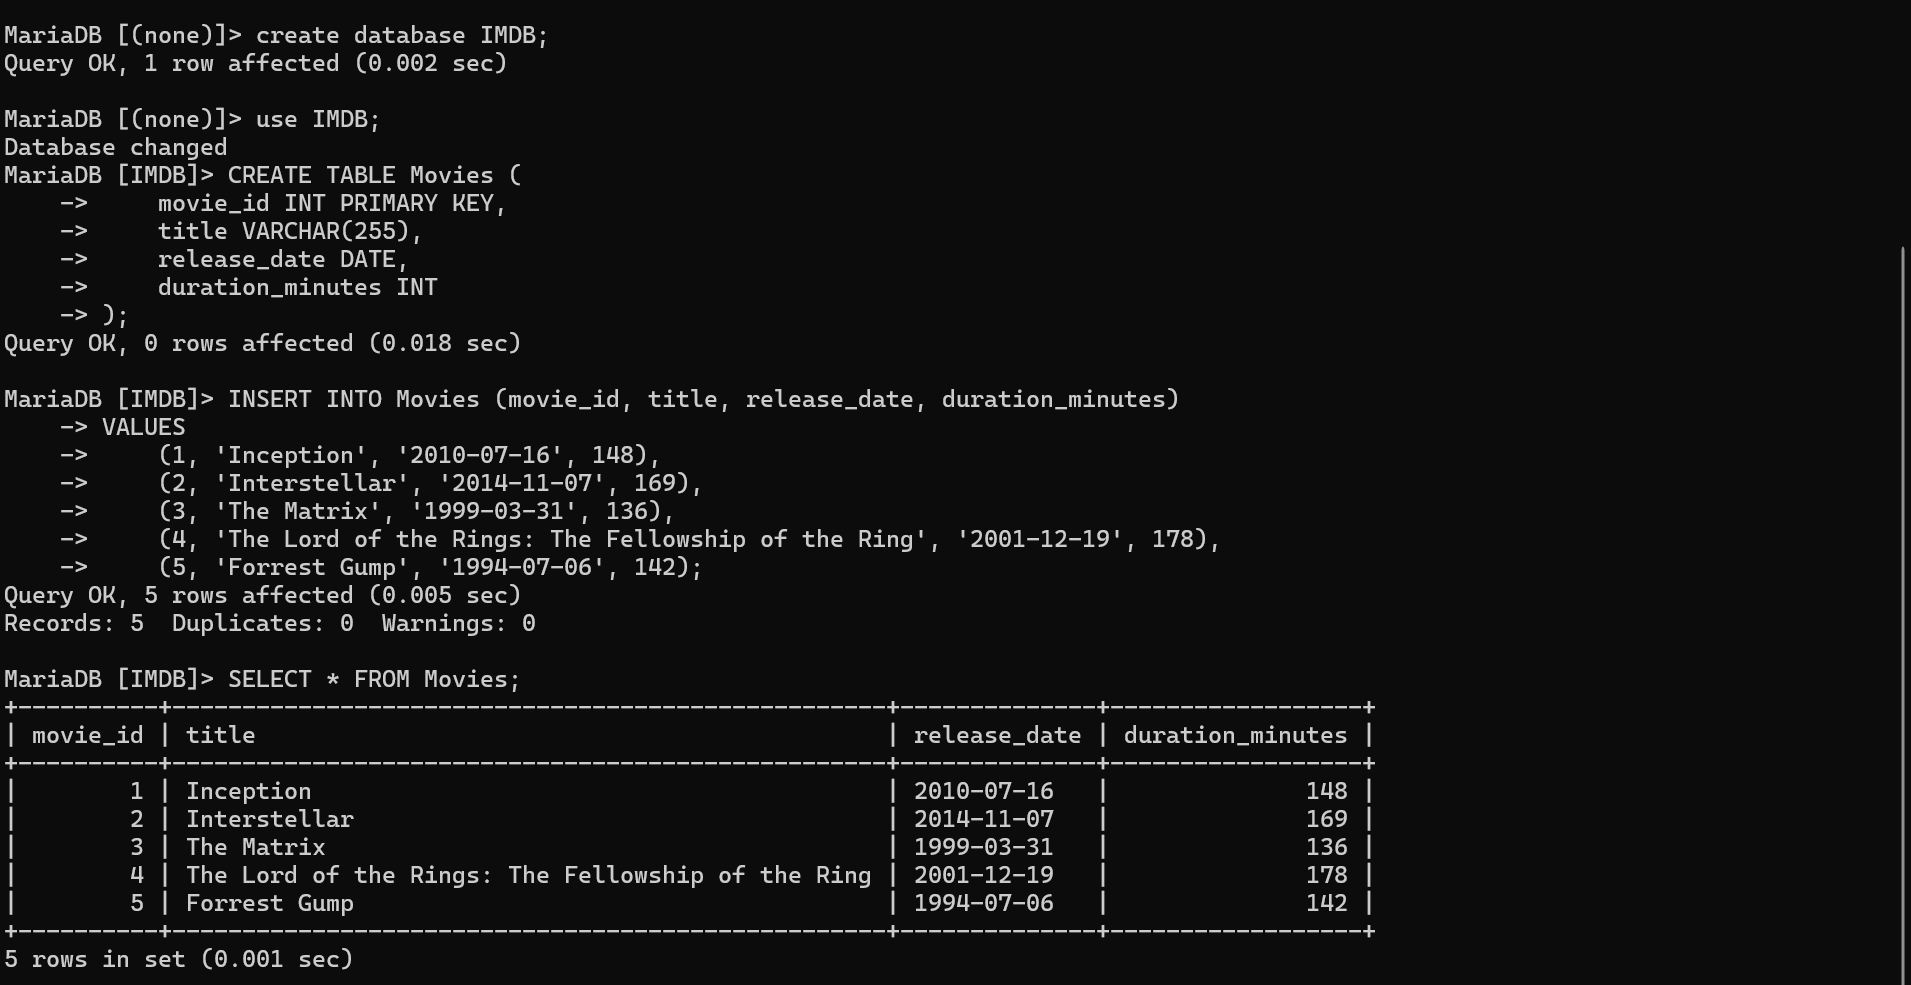 MariaDB [(none)]> create database IMDB;
Query OK, 1 row affected (0.002 sec)

MariaDB [(none)]> use IMDB;
Database changed
MariaDB [IMDB]> CREATE TABLE Movies (
    ->     movie_id INT PRIMARY KEY,
    ->     title VARCHAR(255),
    ->     release_date DATE,
    ->     duration_minutes INT
    -> );
Query OK, 0 rows affected (0.018 sec)

MariaDB [IMDB]> INSERT INTO Movies (movie_id, title, release_date, duration_minutes)
    -> VALUES
    ->     (1, 'Inception', '2010-07-16', 148),
    ->     (2, 'Interstellar', '2014-11-07', 169),
    ->     (3, 'The Matrix', '1999-03-31', 136),
    ->     (4, 'The Lord of the Rings: The Fellowship of the Ring', '2001-12-19', 178),
    ->     (5, 'Forrest Gump', '1994-07-06', 142);
Query OK, 5 rows affected (0.005 sec)
Records: 5  Duplicates: 0  Warnings: 0

MariaDB [IMDB]> SELECT * FROM Movies;
+----------+---------------------------------------------------+--------------+------------------+
| movie_id | title                                             | release_date | duration_minutes |
+----------+---------------------------------------------------+--------------+------------------+
|        1 | Inception                                         | 2010-07-16   |              148 |
|        2 | Interstellar                                      | 2014-11-07   |              169 |
|        3 | The Matrix                                        | 1999-03-31   |              136 |
|        4 | The Lord of the Rings: The Fellowship of the Ring | 2001-12-19   |              178 |
|        5 | Forrest Gump                                      | 1994-07-06   |              142 |
+----------+---------------------------------------------------+--------------+------------------+
5 rows in set (0.001 sec)